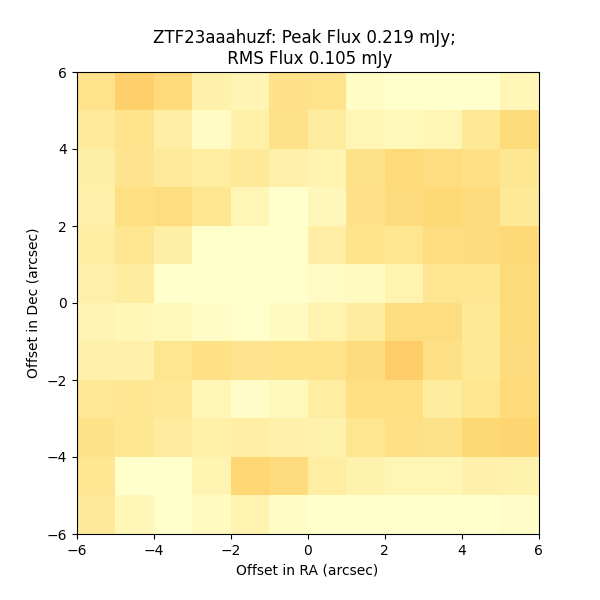 ZTF23aaahuzf: Peak Flux 0.219 mJy;
RMS Flux 0.105 mJy
6
4
2
0
−2
−4
−6
Offset in Dec (arcsec)
−6 −4 −2 0 2 4 6
Offset in RA (arcsec)